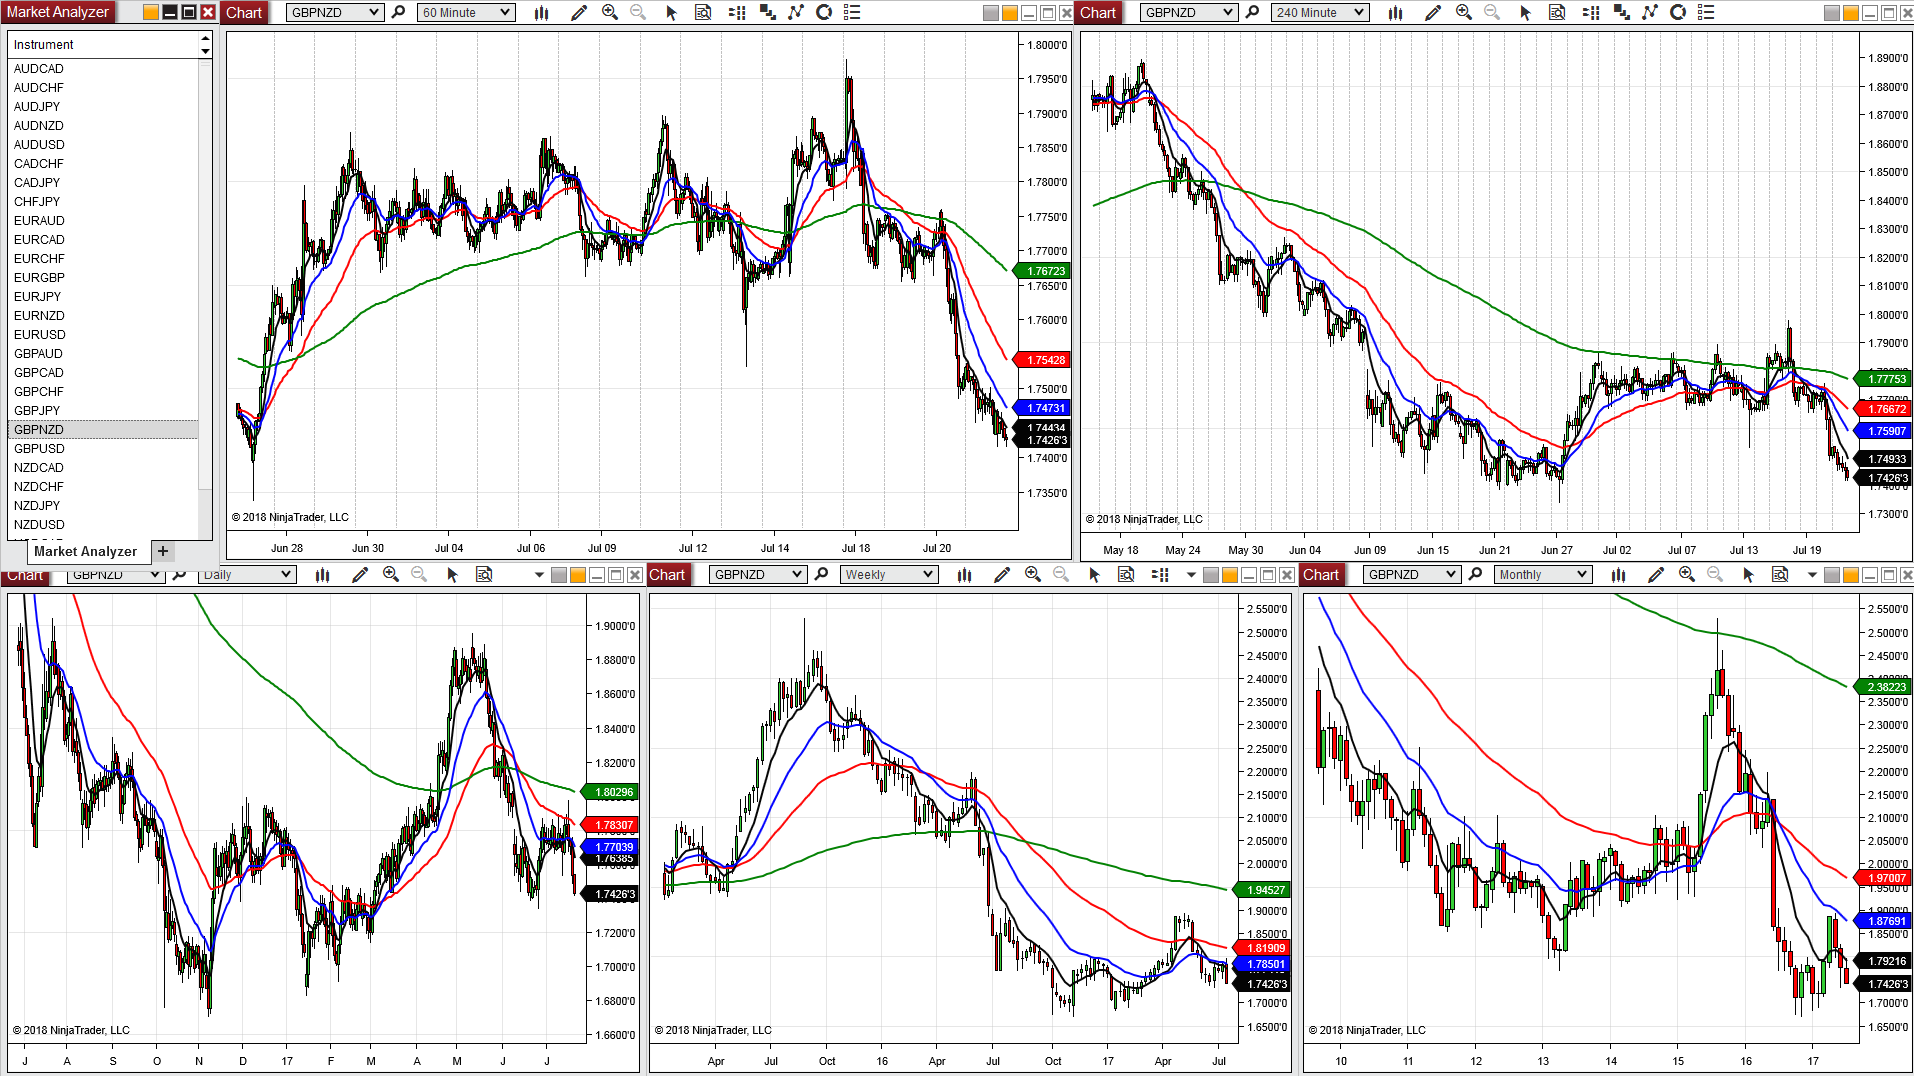 Market Analyzer
Instrument
AUDCAD
AUDCHF
AUDJPY
AUDNZD
AUDUSD
CADCHF
CADJPY
CHFJPY
EURAUD
EURCAD
EURCHF
EURGBP
EURJPY
EURNZD
EURUSD
GBPAUD
GBPCAD
GBPCHF
GBPJPY
GBPNZD
GBPUSD
NZDCAD
NZDCHF
NZDJPY
NZDUSD
Market Analyzer +
Chart GBPNZD 60 Minute
1.8000'0
1.7950'0
1.7900'0
1.7850'0
1.7800'0
1.7750'0
1.7700'0
1.76723
1.7650'0
1.7600'0
1.75428
1.7500'0
1.74731
1.74434
1.7426'3
1.7400'0
1.7350'0
© 2018 NinjaTrader, LLC
Jun 28 Jun 30 Jul 04 Jul 06 Jul 09 Jul 12 Jul 14 Jul 18 Jul 20
Chart GBPNZD 240 Minute
1.8900'0
1.8800'0
1.8700'0
1.8600'0
1.8500'0
1.8400'0
1.8300'0
1.8200'0
1.8100'0
1.8000'0
1.7900'0
1.77753
1.76672
1.75907
1.74933
1.7426'3
1.7300'0
© 2018 NinjaTrader, LLC
May 18 May 24 May 30 Jun 04 Jun 09 Jun 15 Jun 21 Jun 27 Jul 02 Jul 07 Jul 13 Jul 19
Chart GBPNZD Daily
1.9000'0
1.8800'0
1.8600'0
1.8400'0
1.8200'0
1.80296
1.78307
1.77039
1.76385
1.7426'3
1.7200'0
1.7000'0
1.6800'0
1.6600'0
© 2018 NinjaTrader, LLC
J A S O N D 17 F M A M J J
Chart GBPNZD Weekly
2.5500'0
2.5000'0
2.4500'0
2.4000'0
2.3500'0
2.3000'0
2.2500'0
2.2000'0
2.1500'0
2.1000'0
2.0500'0
2.0000'0
1.94527
1.9000'0
1.8500'0
1.81909
1.78501
1.7426'3
1.7000'0
1.6500'0
© 2018 NinjaTrader, LLC
Apr Jul Oct 16 Apr Jul Oct 17 Apr Jul
Chart GBPNZD Monthly
2.5500'0
2.5000'0
2.4500'0
2.38223
2.3500'0
2.3000'0
2.2500'0
2.2000'0
2.1500'0
2.1000'0
2.0500'0
2.0000'0
1.97007
1.9500'0
1.87691
1.8500'0
1.79216
1.7426'3
1.7000'0
1.6500'0
© 2018 NinjaTrader, LLC
10 11 12 13 14 15 16 17